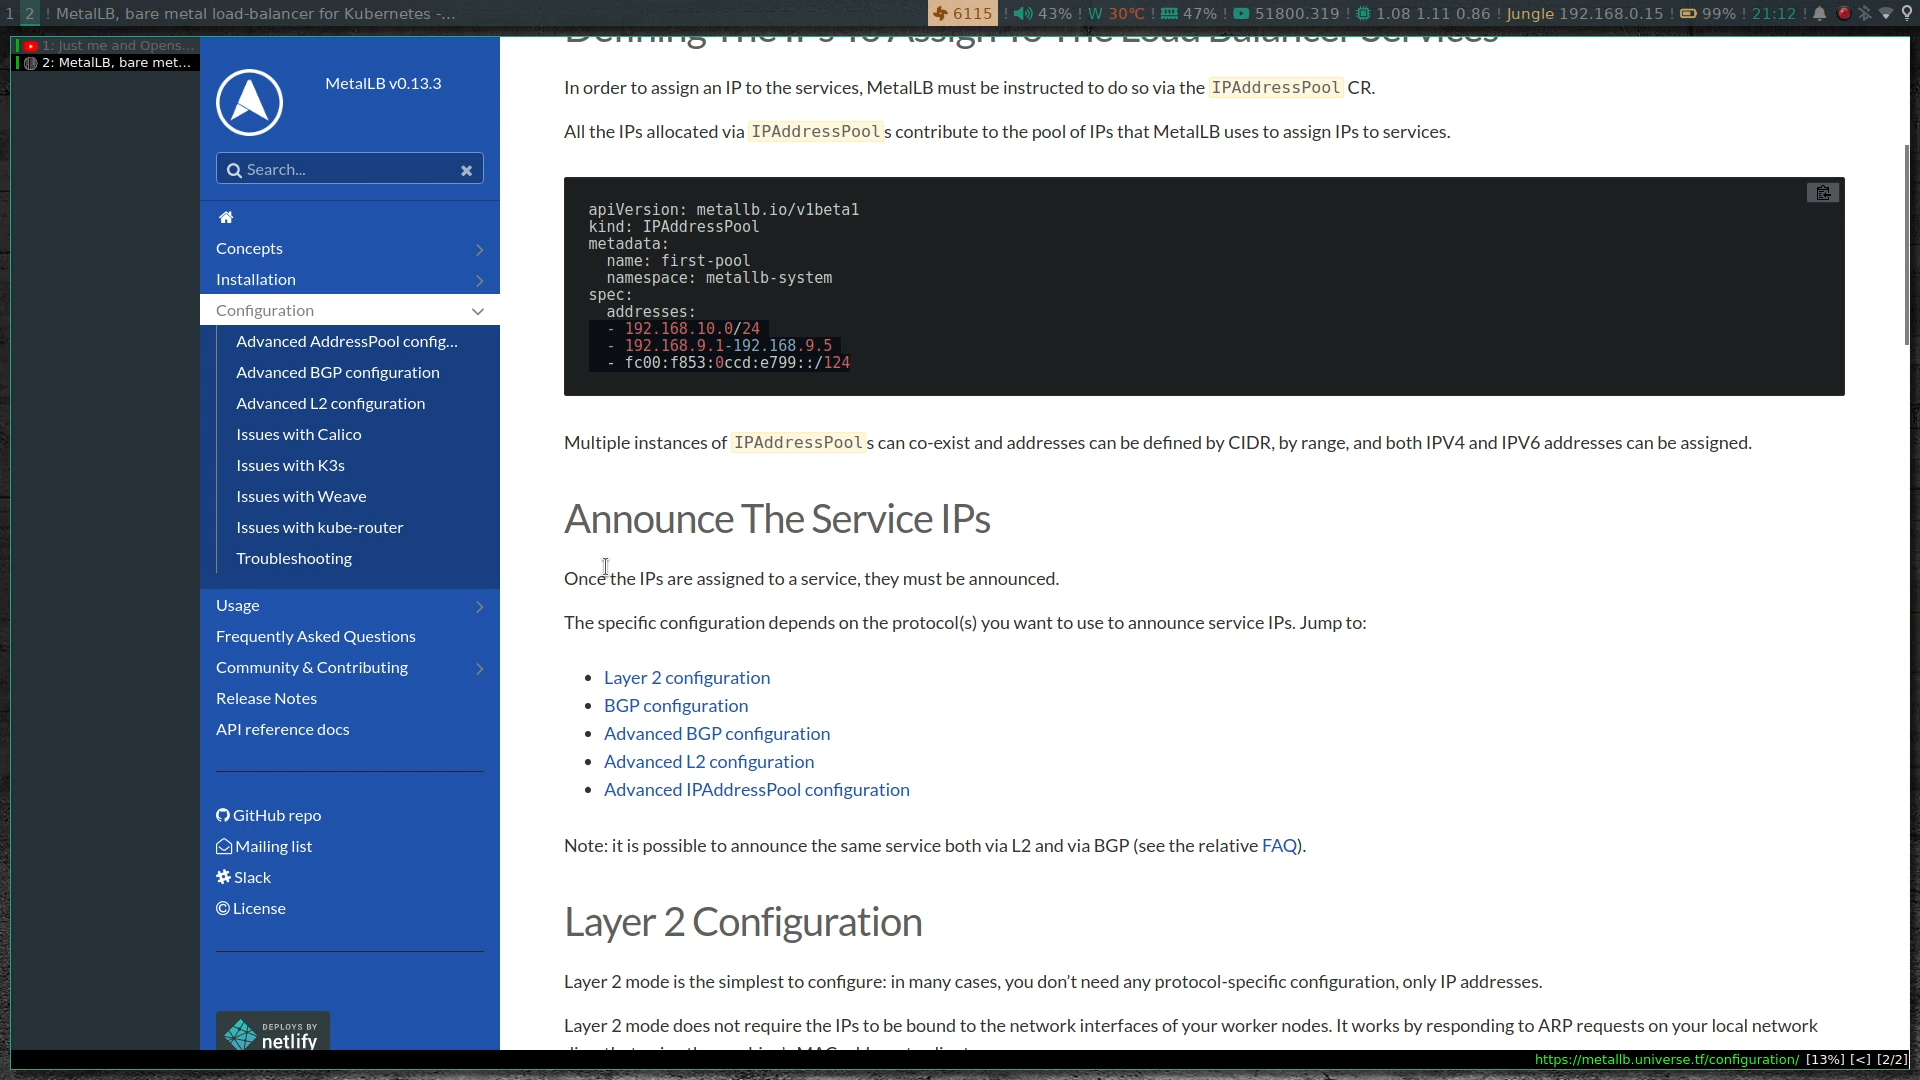 1 2 ! MetalLB, bare metal load-balancer for Kubernetes -...
6115 ! 43% ! W 30°C ! 47% ! 51800.319 ! 1.08 1.11 0.86 ! Jungle 192.168.0.15 ! 99% ! 21:12 !
1: Just me and Opens...
2: MetalLB, bare met...
MetalLB v0.13.3
Search...
Concepts
Installation
Configuration
Advanced AddressPool config...
Advanced BGP configuration
Advanced L2 configuration
Issues with Calico
Issues with K3s
Issues with Weave
Issues with kube-router
Troubleshooting
Usage
Frequently Asked Questions
Community & Contributing
Release Notes
API reference docs
GitHub repo
Mailing list
Slack
License
DEPLOYS BY
netlify
Defining The IPs To Assign To The Load Balancer Services
In order to assign an IP to the services, MetalLB must be instructed to do so via the IPAddressPool CR.
All the IPs allocated via IPAddressPools contribute to the pool of IPs that MetalLB uses to assign IPs to services.
apiVersion: metallb.io/v1beta1
kind: IPAddressPool
metadata:
  name: first-pool
  namespace: metallb-system
spec:
  addresses:
  - 192.168.10.0/24
  - 192.168.9.1-192.168.9.5
  - fc00:f853:0ccd:e799::/124
Multiple instances of IPAddressPools can co-exist and addresses can be defined by CIDR, by range, and both IPV4 and IPV6 addresses can be assigned.
Announce The Service IPs
Once the IPs are assigned to a service, they must be announced.
The specific configuration depends on the protocol(s) you want to use to announce service IPs. Jump to:
• Layer 2 configuration
• BGP configuration
• Advanced BGP configuration
• Advanced L2 configuration
• Advanced IPAddressPool configuration
Note: it is possible to announce the same service both via L2 and via BGP (see the relative FAQ).
Layer 2 Configuration
Layer 2 mode is the simplest to configure: in many cases, you don’t need any protocol-specific configuration, only IP addresses.
Layer 2 mode does not require the IPs to be bound to the network interfaces of your worker nodes. It works by responding to ARP requests on your local network
https://metallb.universe.tf/configuration/ [13%] [<] [2/2]